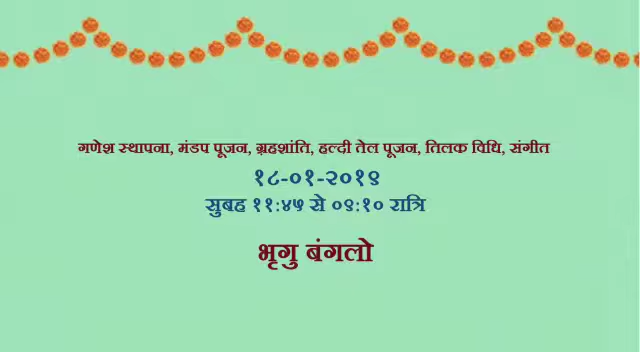 गणेश स्थापना, मंडप पूजन, ग्रहशांति, हल्दी तेल पूजन, तिलक विधि, संगीत
१८-०१-२०१९
सुबह ११:४५ से ०९:१० रात्रि
भृगु बंगलो